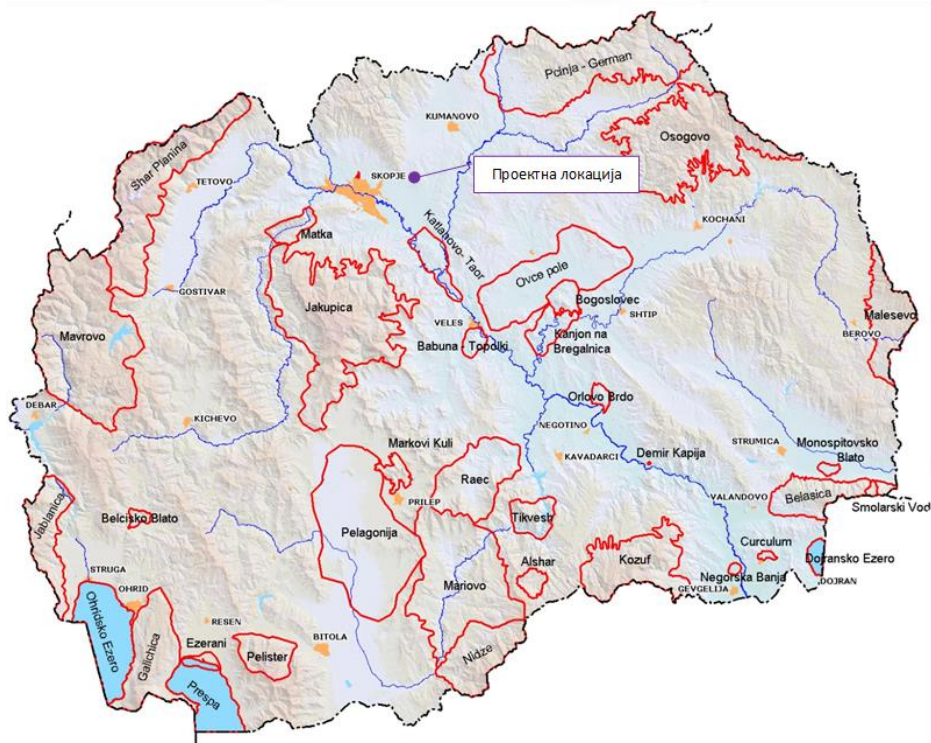 Pcinja - German
KUMANOVO
Osogovo
Shar Planina
SKOPJE
Проектна локација
TETOVO
KOCHANI
Matka
Katlanovo- Taor
Ovce pole
GOSTIVAR
Bogoslovec
Jakupica
SHTIP
Malesevo
VELES
BEROVO
Mavrovo
Babuna - Topolki
Kanjon na
Bregalnica
DEBAR
Orlovo Brdo
KICHEVO
NEGOTINO
Markovi Kuli
STRUMICA
Monospitovsko
Blato
KAVADARCI
Demir Kapija
Raec
PRILEP
VALANDOVO
Belasica
Smolarski Vod
Jablanica
Belcisko Blato
Pelagonija
Tikvesh
Curculum
Dojransko Ezero
Alshar
Kozuf
STRUGA
Mariovo
Negorska Banja
DOJRAN
OHRID
GEVGELIJA
Ohridsko Ezero
Galichica
RESEN
BITOLA
Ezerani
Pelister
Nidze
Prespa